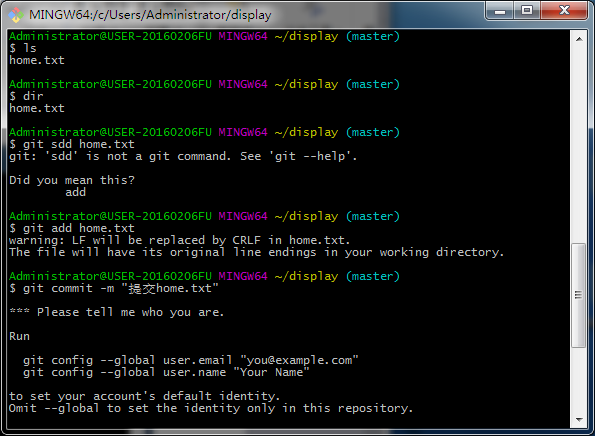 MINGW64:/c/Users/Administrator/display
Administrator@USER-20160206FU MINGW64 ~/display (master)
$ ls
home.txt
Administrator@USER-20160206FU MINGW64 ~/display (master)
$ dir
home.txt
Administrator@USER-20160206FU MINGW64 ~/display (master)
$ git sdd home.txt
git: 'sdd' is not a git command. See 'git --help'.
Did you mean this?
add
Administrator@USER-20160206FU MINGW64 ~/display (master)
$ git add home.txt
warning: LF will be replaced by CRLF in home.txt.
The file will have its original line endings in your working directory.
Administrator@USER-20160206FU MINGW64 ~/display (master)
$ git commit -m "提交home.txt"
*** Please tell me who you are.
Run
git config --global user.email "you@example.com"
git config --global user.name "Your Name"
to set your account's default identity.
Omit --global to set the identity only in this repository.